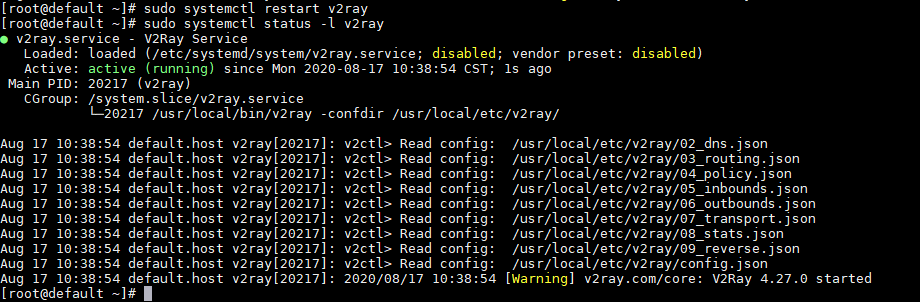 [root@default ~]# sudo systemctl restart v2ray
[root@default ~]# sudo systemctl status -l v2ray
● v2ray.service - V2Ray Service
   Loaded: loaded (/etc/systemd/system/v2ray.service; disabled; vendor preset: disabled)
   Active: active (running) since Mon 2020-08-17 10:38:54 CST; 1s ago
 Main PID: 20217 (v2ray)
   CGroup: /system.slice/v2ray.service
           └─20217 /usr/local/bin/v2ray -confdir /usr/local/etc/v2ray/
Aug 17 10:38:54 default.host v2ray[20217]: v2ctl> Read config:  /usr/local/etc/v2ray/02_dns.json
Aug 17 10:38:54 default.host v2ray[20217]: v2ctl> Read config:  /usr/local/etc/v2ray/03_routing.json
Aug 17 10:38:54 default.host v2ray[20217]: v2ctl> Read config:  /usr/local/etc/v2ray/04_policy.json
Aug 17 10:38:54 default.host v2ray[20217]: v2ctl> Read config:  /usr/local/etc/v2ray/05_inbounds.json
Aug 17 10:38:54 default.host v2ray[20217]: v2ctl> Read config:  /usr/local/etc/v2ray/06_outbounds.json
Aug 17 10:38:54 default.host v2ray[20217]: v2ctl> Read config:  /usr/local/etc/v2ray/07_transport.json
Aug 17 10:38:54 default.host v2ray[20217]: v2ctl> Read config:  /usr/local/etc/v2ray/08_stats.json
Aug 17 10:38:54 default.host v2ray[20217]: v2ctl> Read config:  /usr/local/etc/v2ray/09_reverse.json
Aug 17 10:38:54 default.host v2ray[20217]: v2ctl> Read config:  /usr/local/etc/v2ray/config.json
Aug 17 10:38:54 default.host v2ray[20217]: 2020/08/17 10:38:54 [Warning] v2ray.com/core: V2Ray 4.27.0 started
[root@default ~]#